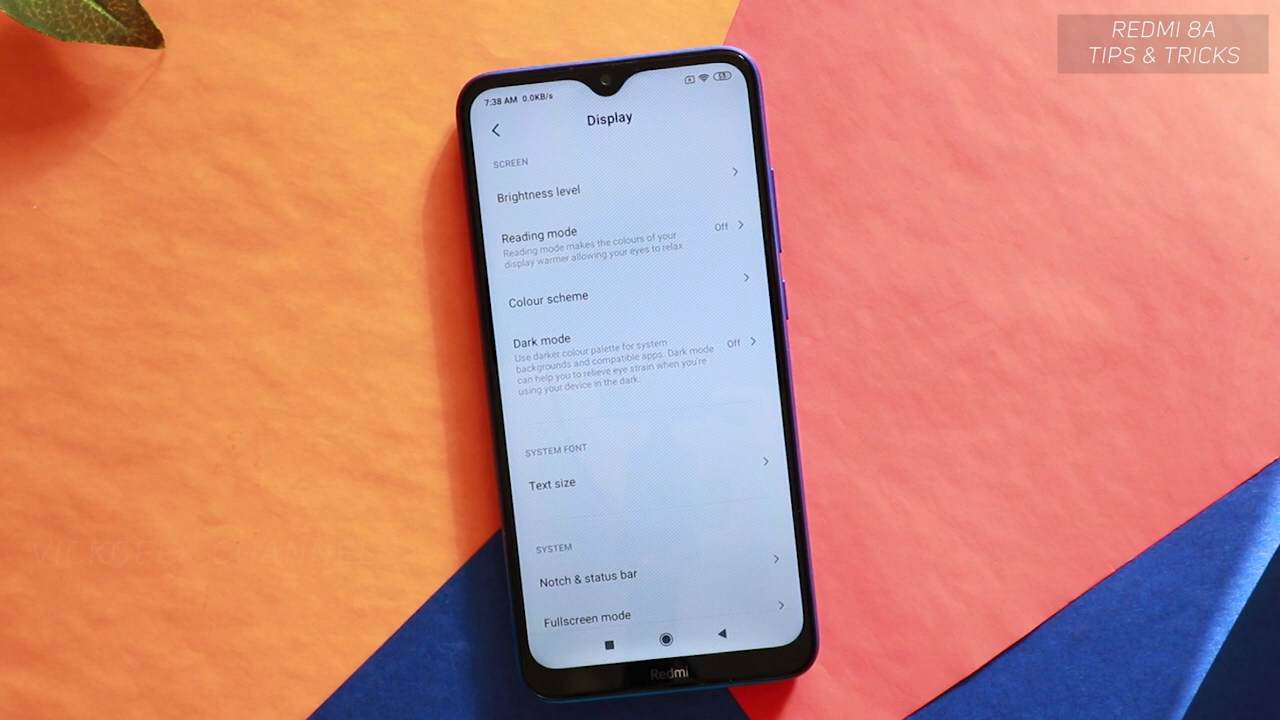 REDMI 8A
TIPS & TRICKS
7:38 AM 0.0KB/s
Display
SCREEN
Brightness level
Reading mode
Off
Reading mode makes the colours of your
display warmer allowing your eyes to relax
Colour scheme
Dark mode
Off
Use darker colour palette for system
backgrounds and compatible apps. Dark mode
can help you to relieve eye strain when you're
using your device in the dark.
SYSTEM FONT
Text size
SYSTEM
Notch & status bar
Fullscreen mode
Redmi